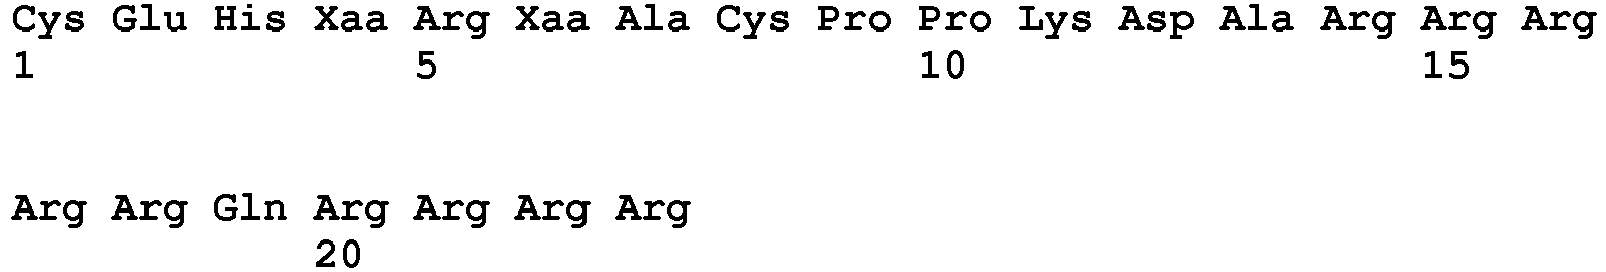 Cys Glu His Xaa Arg Xaa Ala Cys Pro Pro Lys Asp Ala Arg Arg Arg
1 5 10 15
Arg Arg Gln Arg Arg Arg Arg
20